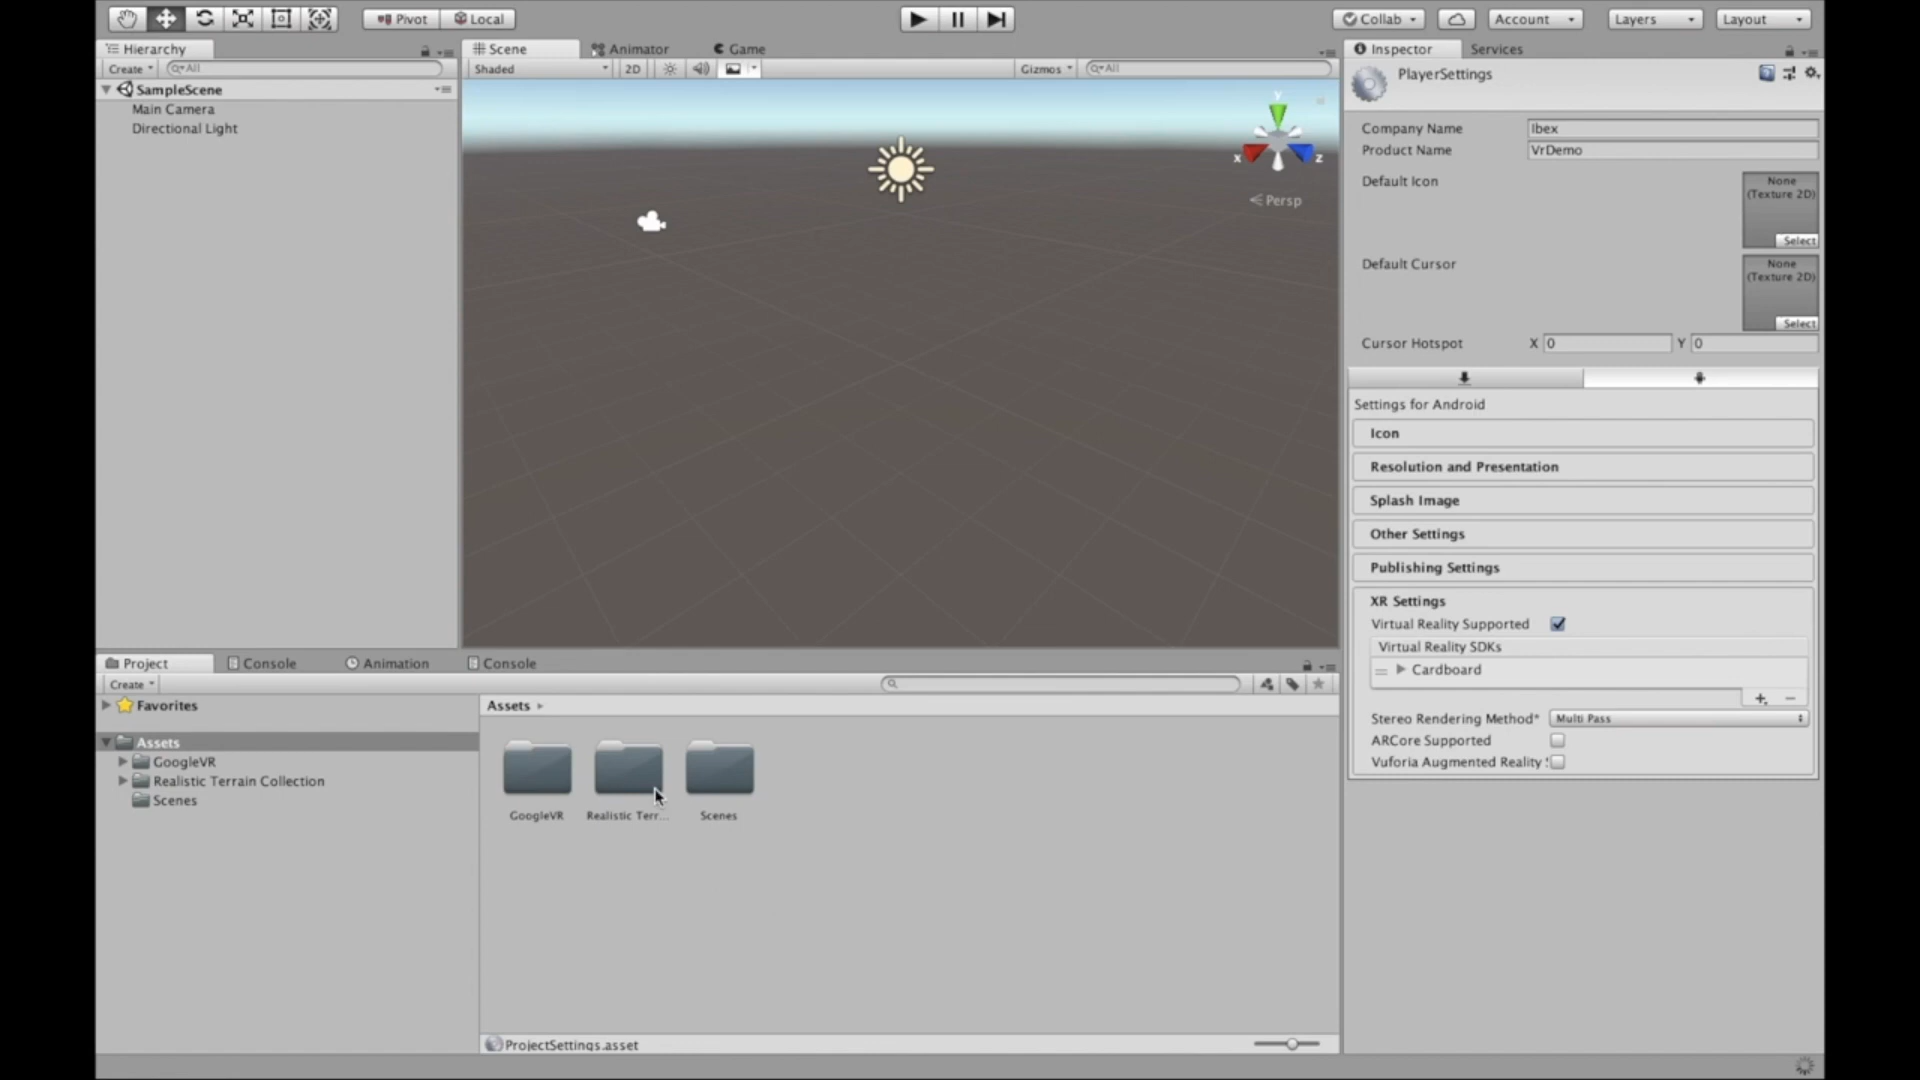 Pivot
Local
Collab
Account
Layers
Layout
Hierarchy
Scene
Animator
Game
Inspector
Services
Create
All
Shaded
2D
Gizmos
All
PlayerSettings
SampleScene
Main Camera
Directional Light
y
x
z
Persp
Company Name
Ibex
Product Name
VrDemo
Default Icon
None
(Texture 2D)
Select
Default Cursor
None
(Texture 2D)
Select
Cursor Hotspot
X
0
Y
0
Settings for Android
Icon
Resolution and Presentation
Splash Image
Other Settings
Publishing Settings
XR Settings
Virtual Reality Supported
Virtual Reality SDKs
Cardboard
Stereo Rendering Method*
Multi Pass
ARCore Supported
Vuforia Augmented Reality
Project
Console
Animation
Console
Create
Favorites
Assets
GoogleVR
Realistic Terrain Collection
Scenes
Assets
GoogleVR
Realistic Terr...
Scenes
ProjectSettings.asset